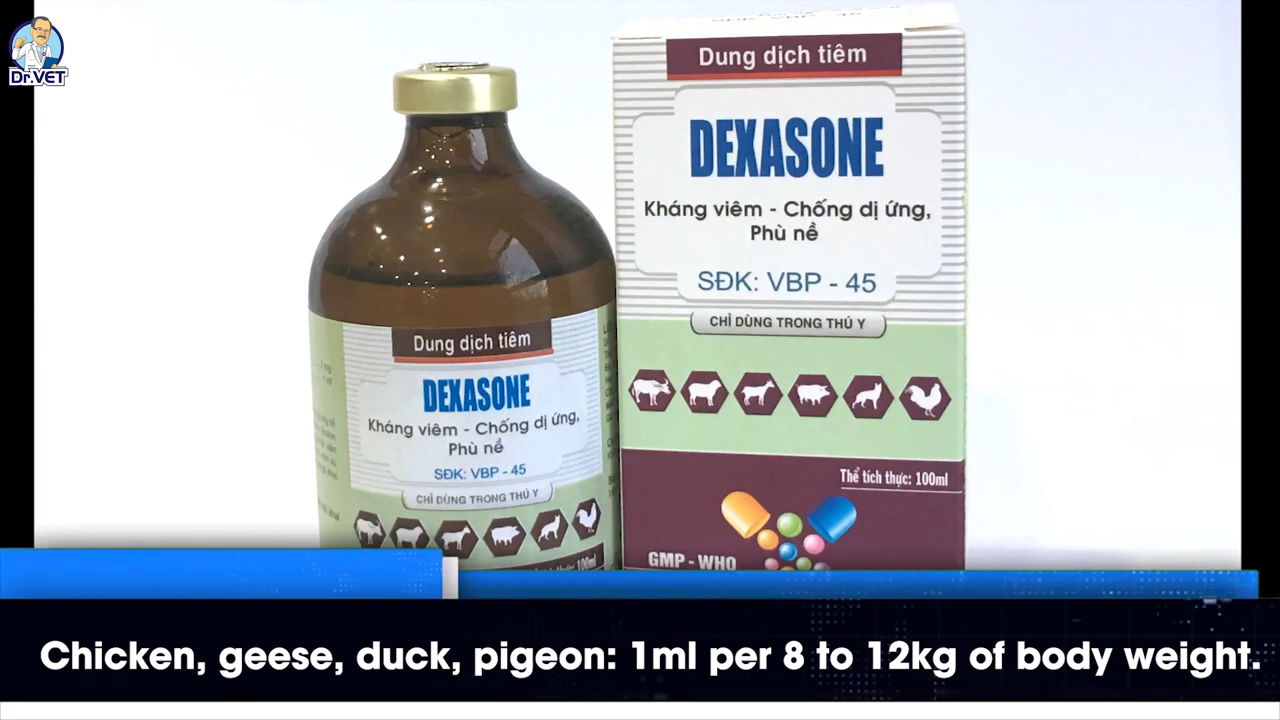 Dr.VET
Dung dịch tiêm
DEXASONE
Kháng viêm - Chống dị ứng,
Phù nề
SĐK: VBP - 45
CHỈ DÙNG TRONG THÚ Y
Thể tích thực: 100ml
GMP - WHO
Dung dịch tiêm
DEXASONE
Kháng viêm - Chống dị ứng,
Phù nề
SĐK: VBP - 45
CHỈ DÙNG TRONG THÚ Y
Chicken, geese, duck, pigeon: 1ml per 8 to 12kg of body weight.